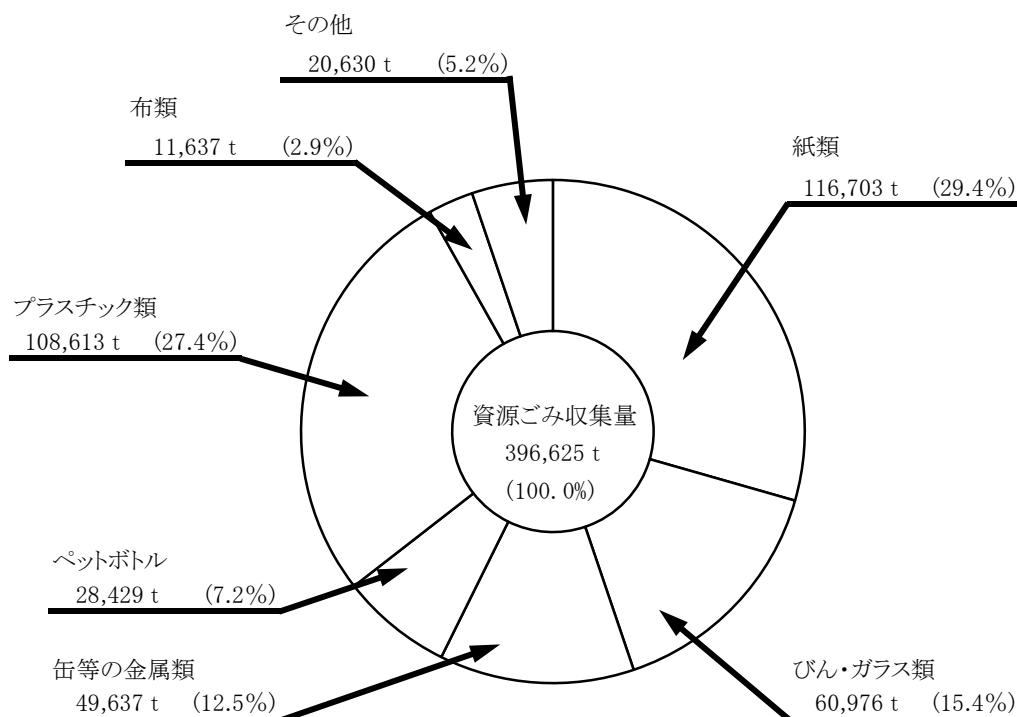 その他
20,630 t (5.2%)
布類
11,637 t (2.9%)
紙類
116,703 t (29.4%)
プラスチック類
108,613 t (27.4%)
資源ごみ収集量
396,625 t
(100.0%)
ペットボトル
28,429 t (7.2%)
缶等の金属類
49,637 t (12.5%)
びん・ガラス類
60,976 t (15.4%)